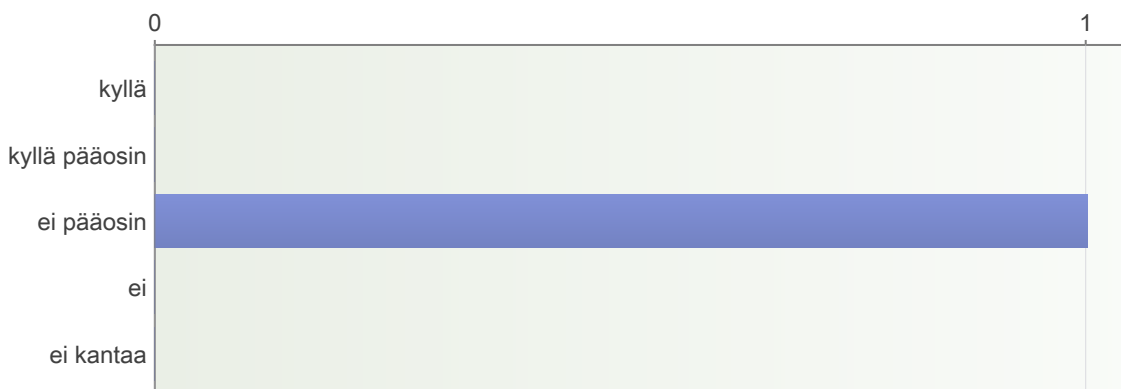 0 1
kyllä
kyllä pääosin
ei pääosin
ei
ei kantaa